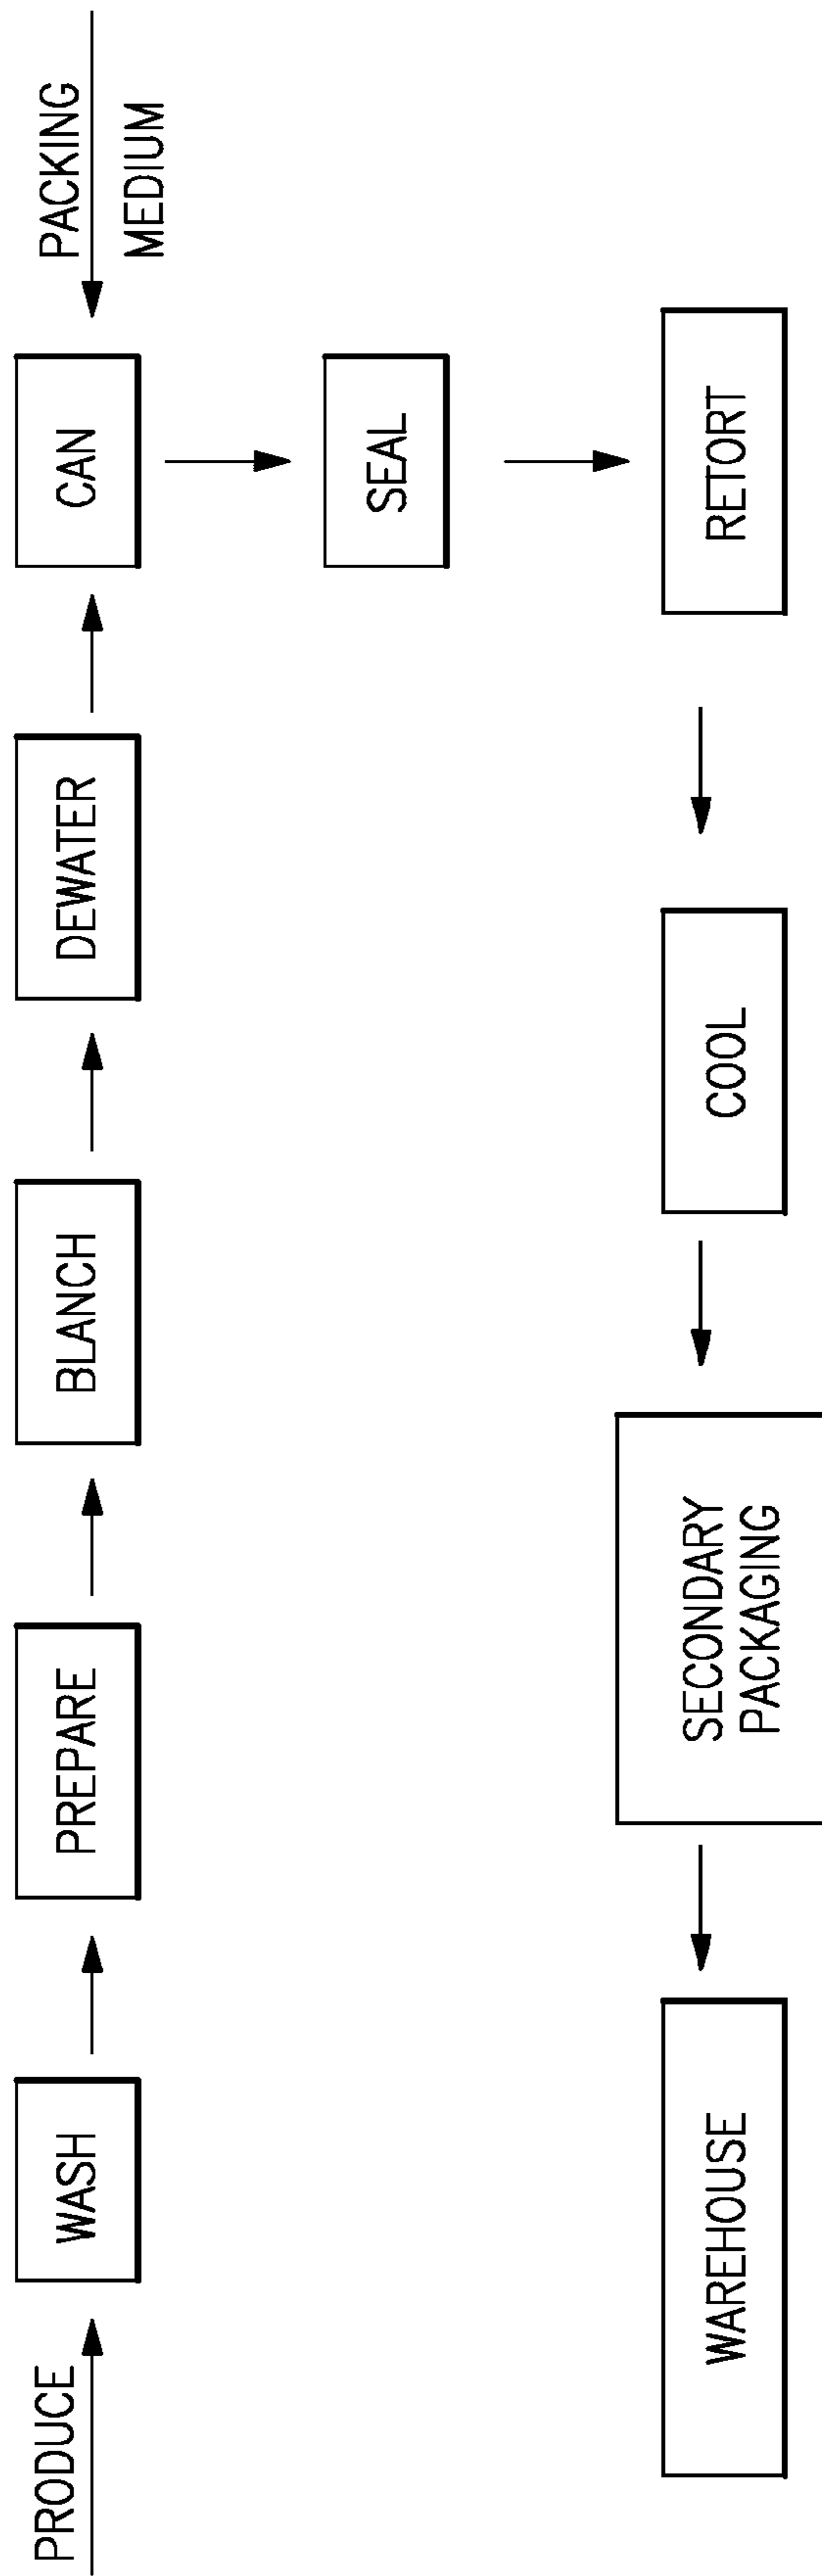 PRODUCE
WASH
PREPARE
BLANCH
DEWATER
CAN
PACKING
MEDIUM
SEAL
RETORT
COOL
SECONDARY
PACKAGING
WAREHOUSE